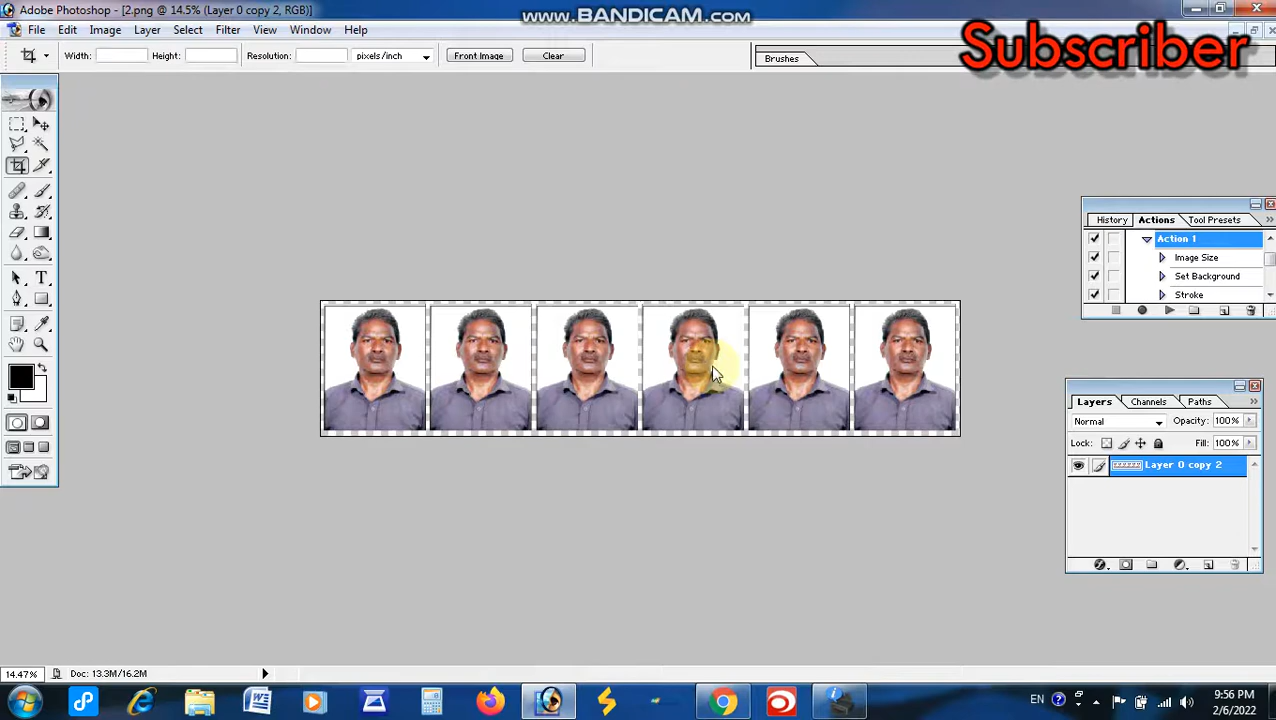 Adobe Photoshop - [2.png @ 14.5% (Layer 0 copy 2, RGB)]
www.BANDICAM.com
File Edit Image Layer Select Filter View Window Help
Subscriber
Width: Height: Resolution: pixels/inch Front Image Clear
Brushes
History Actions Tool Presets
Action 1
Image Size
Set Background
Stroke
Layers Channels Paths
Normal Opacity: 100%
Lock: Fill: 100%
Layer 0 copy 2
14.47% Doc: 13.3M/16.2M
EN 9:56 PM
2/6/2022